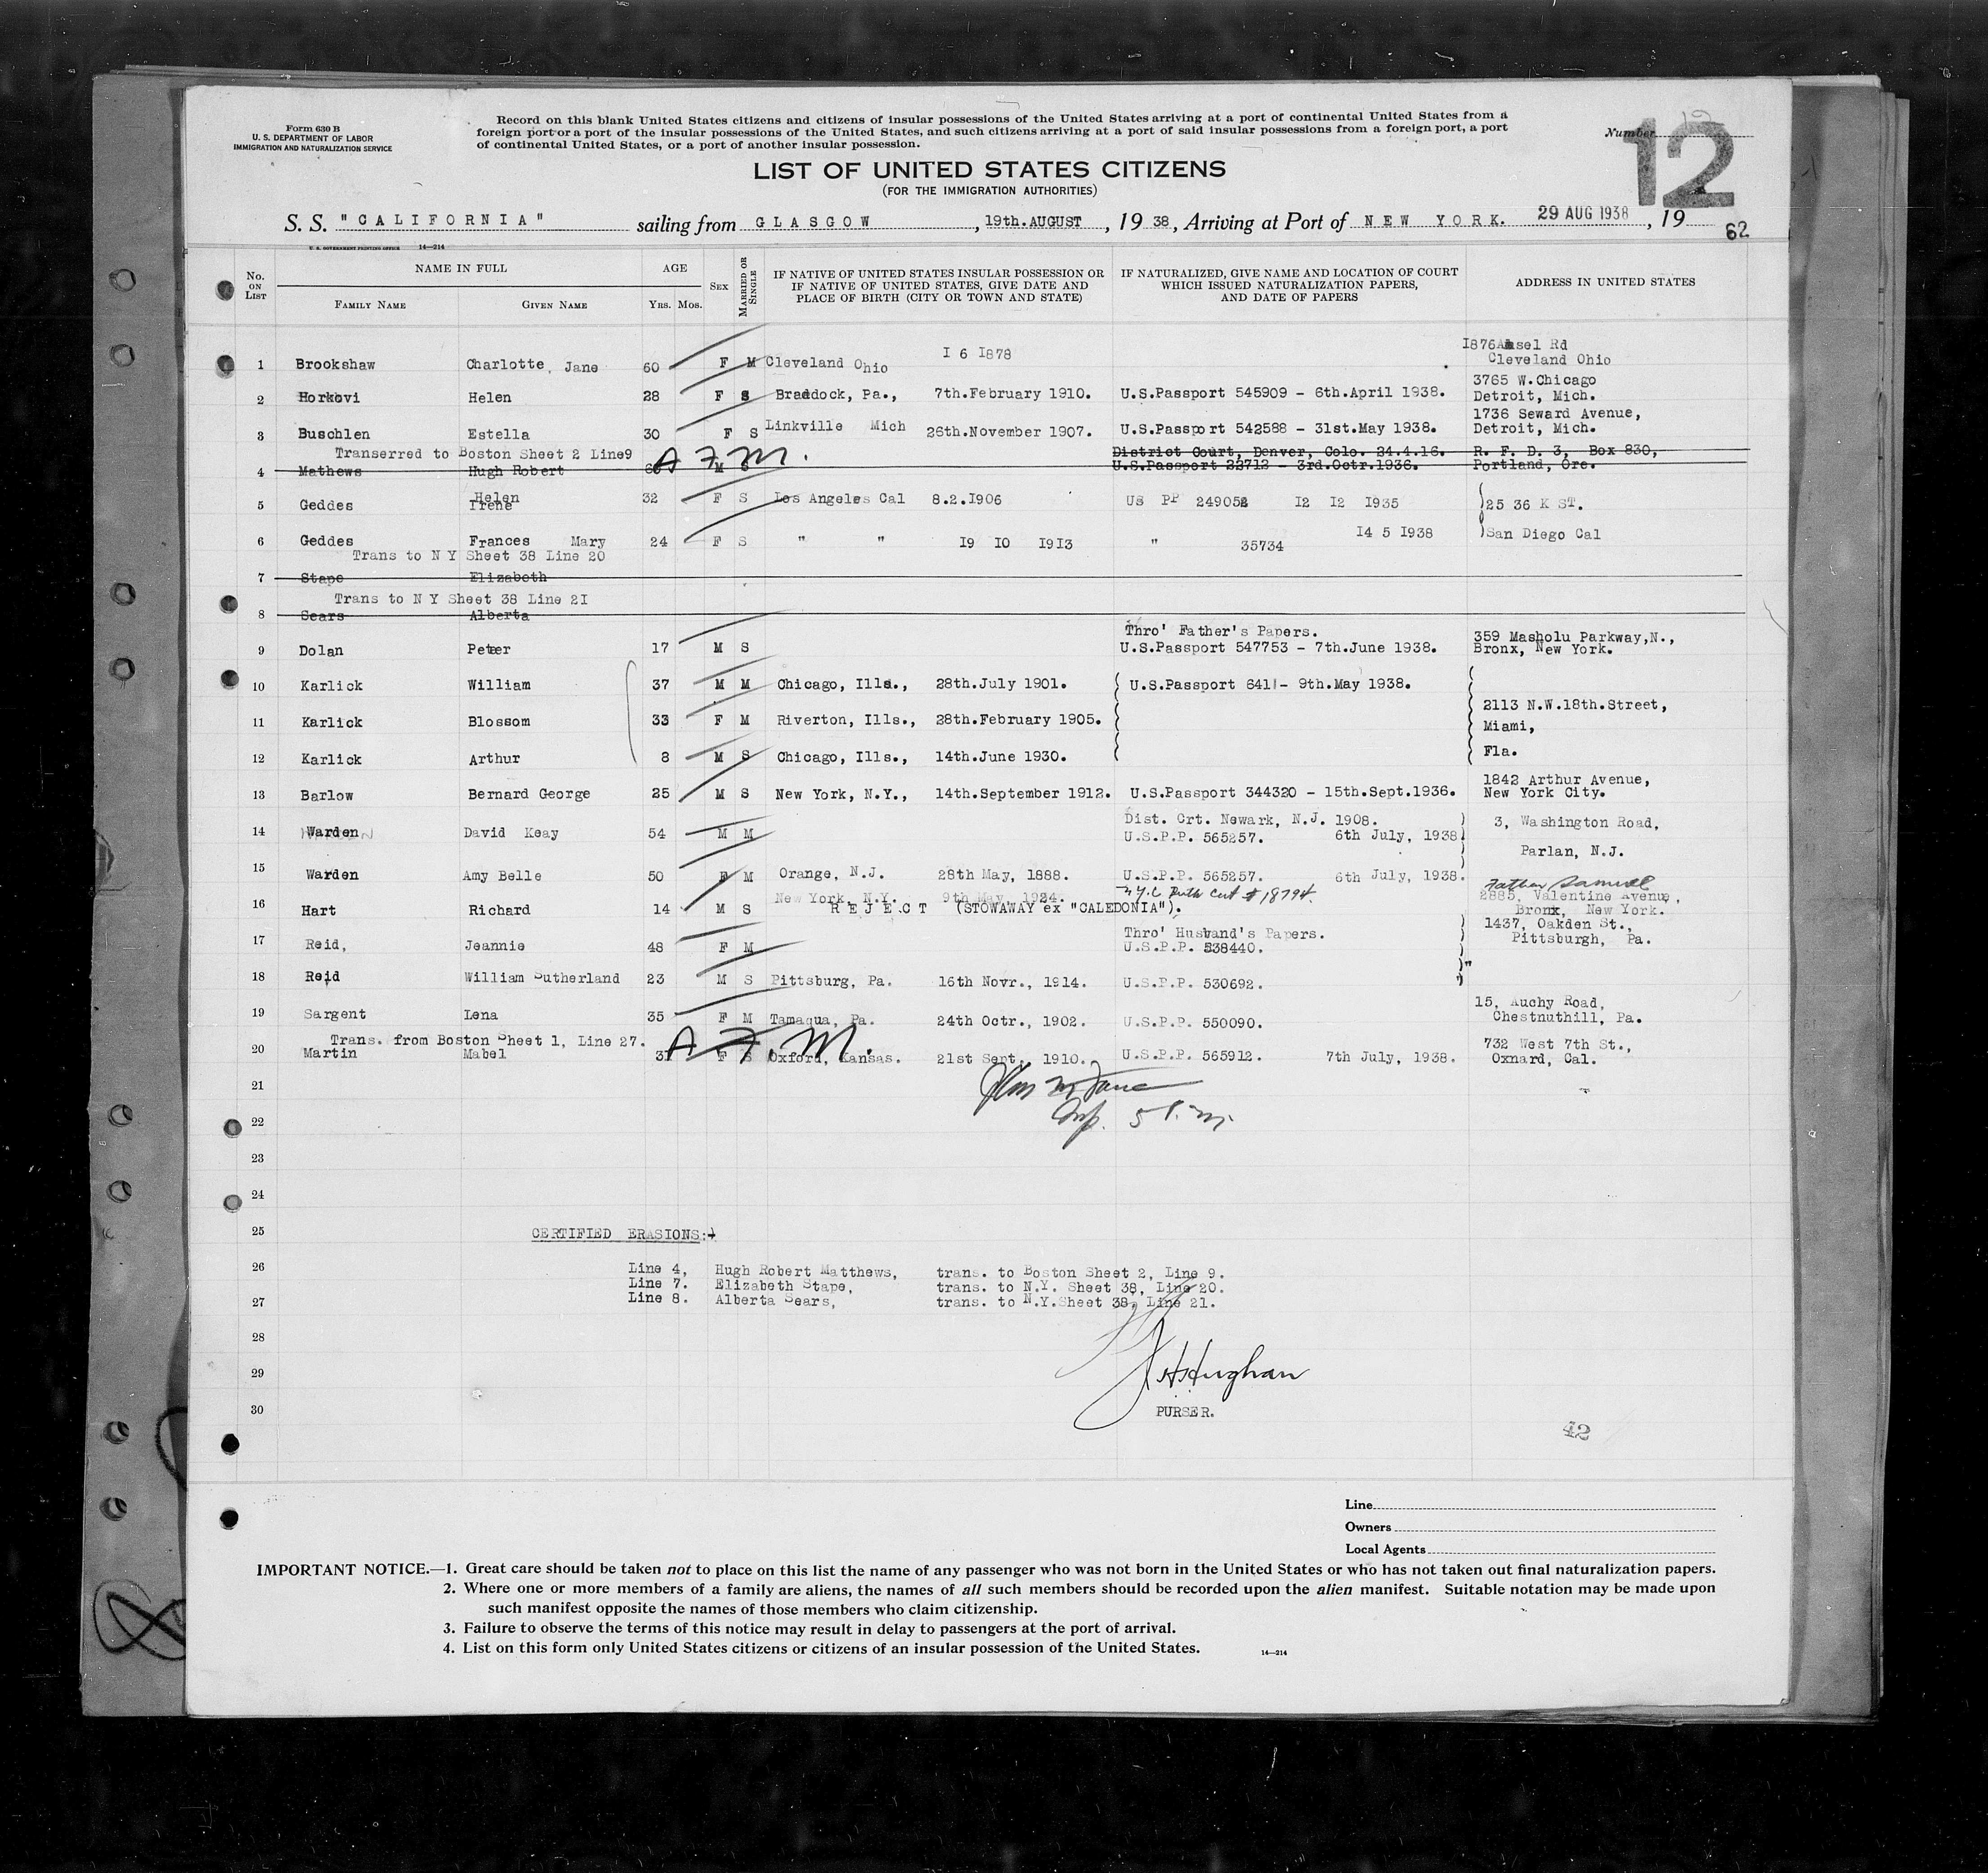 Form 630 B
U. S. DEPARTMENT OF LABOR
IMMIGRATION AND NATURALIZATION SERVICE
Record on this blank United States citizens and citizens of insular possessions of the United States arriving at a port of continental United States from a
foreign port or a port of the insular possessions of the United States, and such citizens arriving at a port of said insular possessions from a foreign port, a port
of continental United States, or a port of another insular possession.
Number 12
12
LIST OF UNITED STATES CITIZENS
(FOR THE IMMIGRATION AUTHORITIES)
S. S. "CALIFORNIA" sailing from GLASGOW, 19th.AUGUST, 19 38, Arriving at Port of NEW YORK. 29 AUG 1938, 19
62
U. S. GOVERNMENT PRINTING OFFICE 14—214
No. ON LIST NAME IN FULL AGE SEX MARRIED OR SINGLE IF NATIVE OF UNITED STATES INSULAR POSSESSION OR IF NATIVE OF UNITED STATES, GIVE DATE AND PLACE OF BIRTH (CITY OR TOWN AND STATE) IF NATURALIZED, GIVE NAME AND LOCATION OF COURT WHICH ISSUED NATURALIZATION PAPERS, AND DATE OF PAPERS ADDRESS IN UNITED STATES
FAMILY NAME GIVEN NAME YRS. MOS.
1 Brookshaw Charlotte, Jane 60 F M Cleveland Ohio I 6 I878 I876 Ansel Rd
Cleveland Ohio
2 Horkovi Helen 28 F S Braddock, Pa., 7th.February 1910. U.S.Passport 545909 - 6th.April 1938. 3765 W.Chicago
Detroit, Mich.
3 Buschlen Estella 30 F S Linkville Mich 26th.November 1907. U.S.Passport 542588 - 31st.May 1938. 1736 Seward Avenue,
Detroit, Mich.
Transerred to Boston Sheet 2 Line9 A F M. District Court, Denver, Colo. 24.4.16. R. F. D. 3, Box 830,
4 Mathews Hugh Robert M S U.S.Passport 22712 - 3rd.Octr.1936. Portland, Ore.
5 Geddes Helen Irene 32 F S Los Angeles Cal 8.2.I906 US PP 249052 I2 I2 I935 25 36 K ST.
6 Geddes Frances Mary 24 F S " " I9 IO I9I3 " 35734 I4 5 I938 San Diego Cal
Trans to N Y Sheet 38 Line 20
7 Stape Elizabeth
Trans to N Y Sheet 38 Line 2I
8 Sears Alberta
Thro' Father's Papers.
9 Dolan Peter 17 M S U.S.Passport 547753 - 7th.June 1938. 359 Masholu Parkway,N.,
Bronx, New York.
10 Karlick William 37 M M Chicago, Ills., 28th.July 1901. U.S.Passport 6411- 9th.May 1938.
11 Karlick Blossom 33 F M Riverton, Ills., 28th.February 1905. 2113 N.W.18th.Street,
Miami,
12 Karlick Arthur 8 M S Chicago, Ills., 14th.June 1930. Fla.
13 Barlow Bernard George 25 M S New York, N.Y., 14th.September 1912. U.S.Passport 344320 - 15th.Sept.1936. 1842 Arthur Avenue,
New York City.
Dist. Crt. Newark, N.J. 1908.
14 Warden David Keay 54 M M U.S.P.P. 565257. 6th July, 1938 3, Washington Road,
Parlan, N.J.
15 Warden Amy Belle 50 F M Orange, N.J. 28th May, 1888. U.S.P.P. 565257. 6th July, 1938.
New York, N.Y. 9th May, 1924. N.Y.C. Birth Cert # 18794. Father Samuel
16 Hart Richard 14 M S REJECT (STOWAWAY ex "CALEDONIA"). 2885, Valentine Avenue,
Bronx, New York.
Thro' Husband's Papers.
17 Reid, Jeannie 48 F M U.S.P.P. 538440. 1437, Oakden St.,
Pittsburgh, Pa.
18 Reid William Sutherland 23 M S Pittsburg, Pa. 16th Novr., 1914. U.S.P.P. 530692. " "
19 Sargent Lena 35 F M Tamaqua, Pa. 24th Octr., 1902. U.S.P.P. 550090. 15, Auchy Road,
Chestnuthill, Pa.
Trans. from Boston Sheet 1, Line 27. A. F. M.
20 Martin Mabel 31 F S Oxford, Kansas. 21st Sept., 1910. U.S.P.P. 565912. 7th July, 1938. 732 West 7th St.,
Oxnard, Cal.
21
22
Insp.
23
24
25 CERTIFIED ERASIONS:-
26 Line 4, Hugh Robert Matthews, trans. to Boston Sheet 2, Line 9.
Line 7. Elizabeth Stape, trans. to N.Y. Sheet 38, Line 20.
27 Line 8. Alberta Sears, trans. to N.Y.Sheet 38, Line 21.
28
29 Hughan
30 PURSER.
42
Line
Owners
Local Agents
IMPORTANT NOTICE.—1. Great care should be taken not to place on this list the name of any passenger who was not born in the United States or who has not taken out final naturalization papers.
2. Where one or more members of a family are aliens, the names of all such members should be recorded upon the alien manifest. Suitable notation may be made upon
such manifest opposite the names of those members who claim citizenship.
3. Failure to observe the terms of this notice may result in delay to passengers at the port of arrival.
4. List on this form only United States citizens or citizens of an insular possession of the United States.
14—214